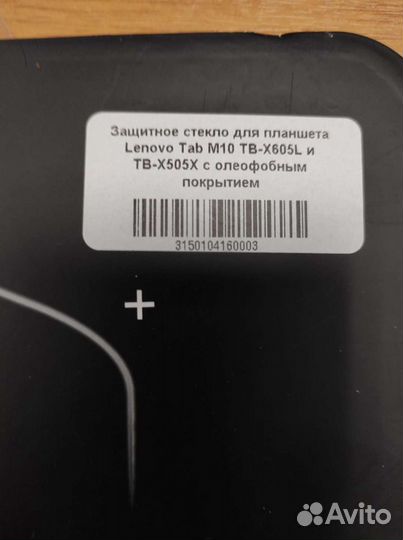 Защитное стекло для планшета
Lenovo Tab M10 TB-X605L и
TB-X505X с олеофобным
покрытием
3150104160003
Avito